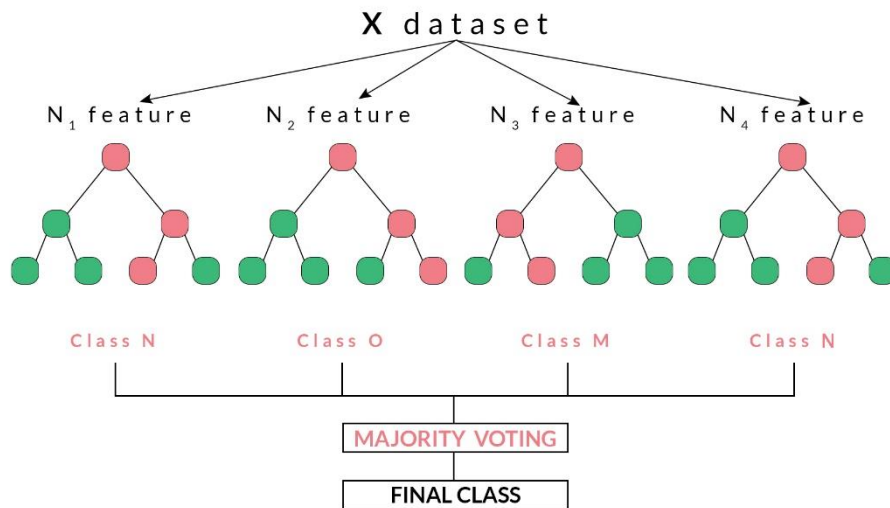 X dataset
N₁ feature N₂ feature N₃ feature N₄ feature
Class N Class O Class M Class N
MAJORITY VOTING
FINAL CLASS